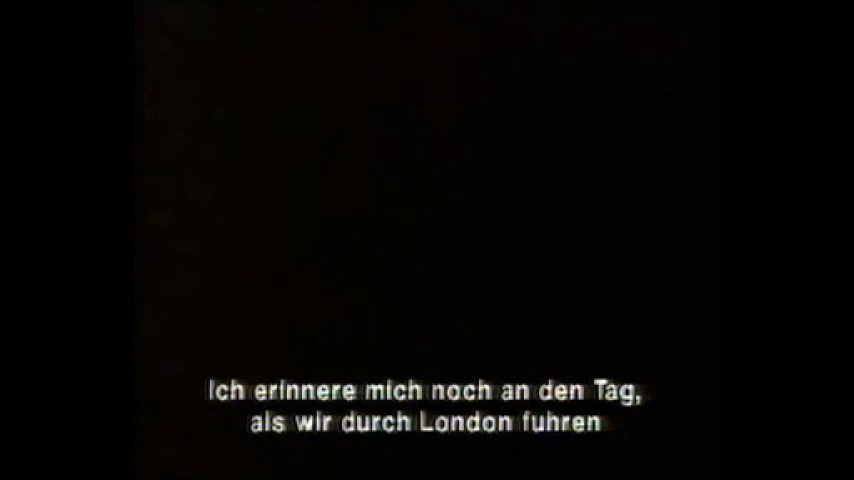 Ich erinnere mich noch an den Tag,
als wir durch London fuhren